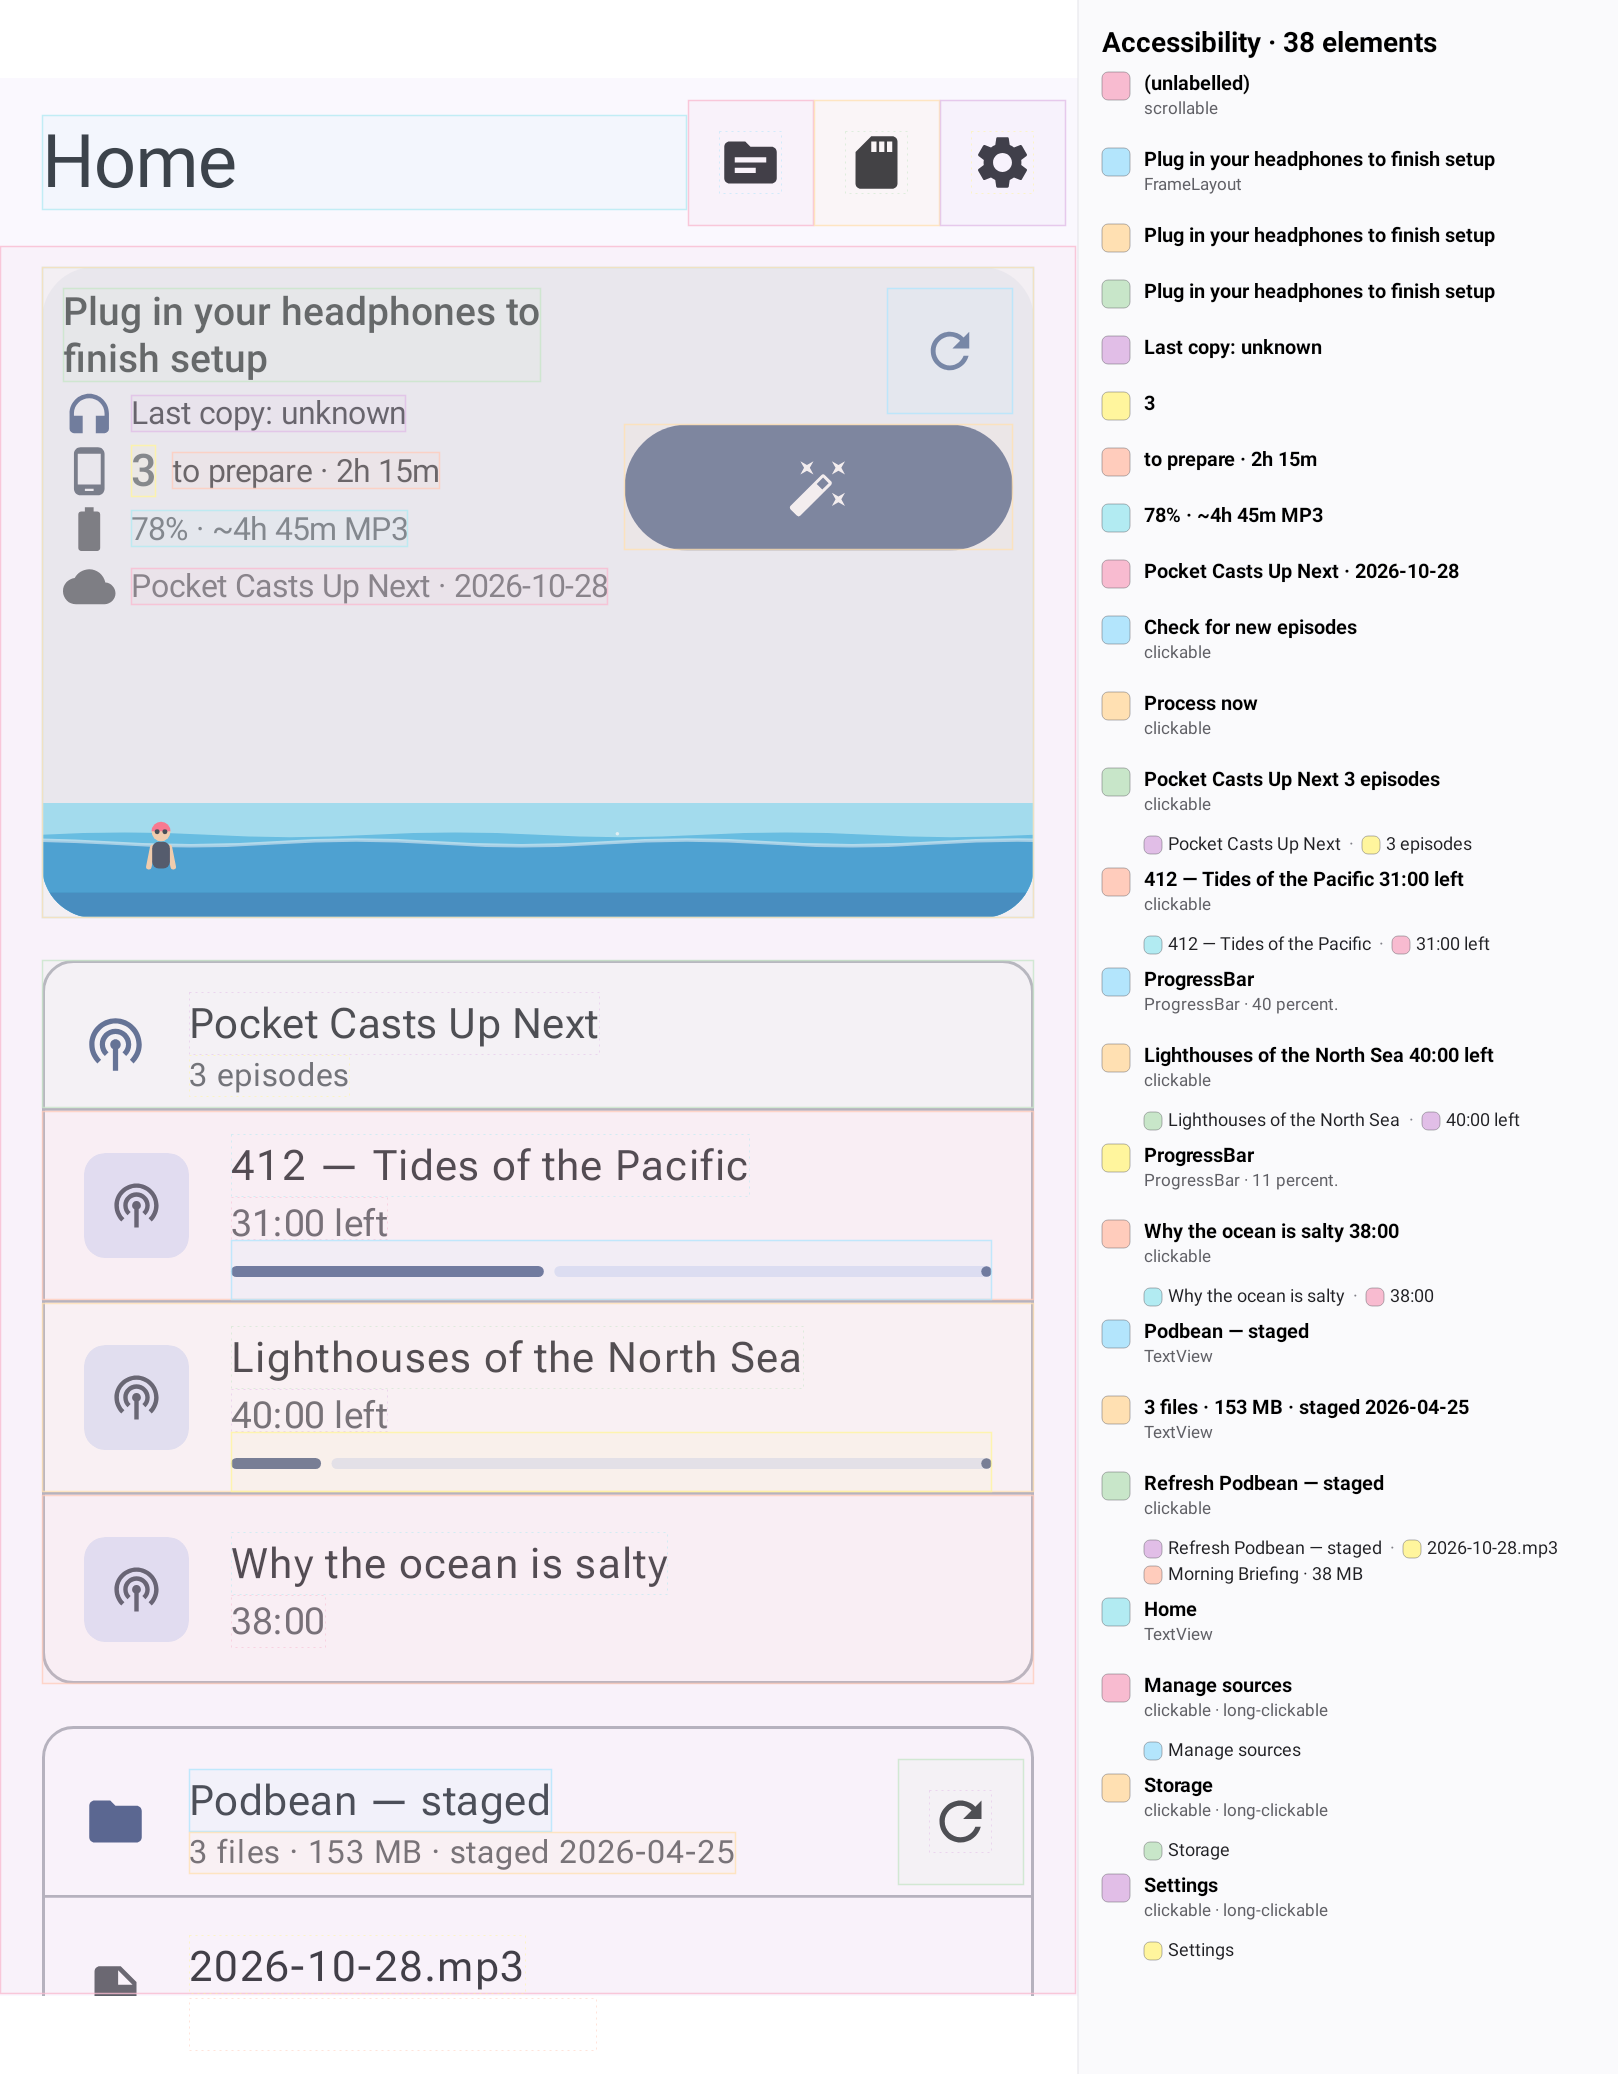 Home
Plug in your headphones to
finish setup
Last copy: unknown
3 to prepare · 2h 15m
78% · ~4h 45m MP3
Pocket Casts Up Next · 2026-10-28
Pocket Casts Up Next
3 episodes
412 — Tides of the Pacific
31:00 left
Lighthouses of the North Sea
40:00 left
Why the ocean is salty
38:00
Podbean — staged
3 files · 153 MB · staged 2026-04-25
2026-10-28.mp3
Accessibility · 38 elements
(unlabelled)
scrollable
Plug in your headphones to finish setup
FrameLayout
Plug in your headphones to finish setup
Plug in your headphones to finish setup
Last copy: unknown
3
to prepare · 2h 15m
78% · ~4h 45m MP3
Pocket Casts Up Next · 2026-10-28
Check for new episodes
clickable
Process now
clickable
Pocket Casts Up Next 3 episodes
clickable
Pocket Casts Up Next · 3 episodes
412 — Tides of the Pacific 31:00 left
clickable
412 — Tides of the Pacific · 31:00 left
ProgressBar
ProgressBar · 40 percent.
Lighthouses of the North Sea 40:00 left
clickable
Lighthouses of the North Sea · 40:00 left
ProgressBar
ProgressBar · 11 percent.
Why the ocean is salty 38:00
clickable
Why the ocean is salty · 38:00
Podbean — staged
TextView
3 files · 153 MB · staged 2026-04-25
TextView
Refresh Podbean — staged
clickable
Refresh Podbean — staged · 2026-10-28.mp3
Morning Briefing · 38 MB
Home
TextView
Manage sources
clickable · long-clickable
Manage sources
Storage
clickable · long-clickable
Storage
Settings
clickable · long-clickable
Settings